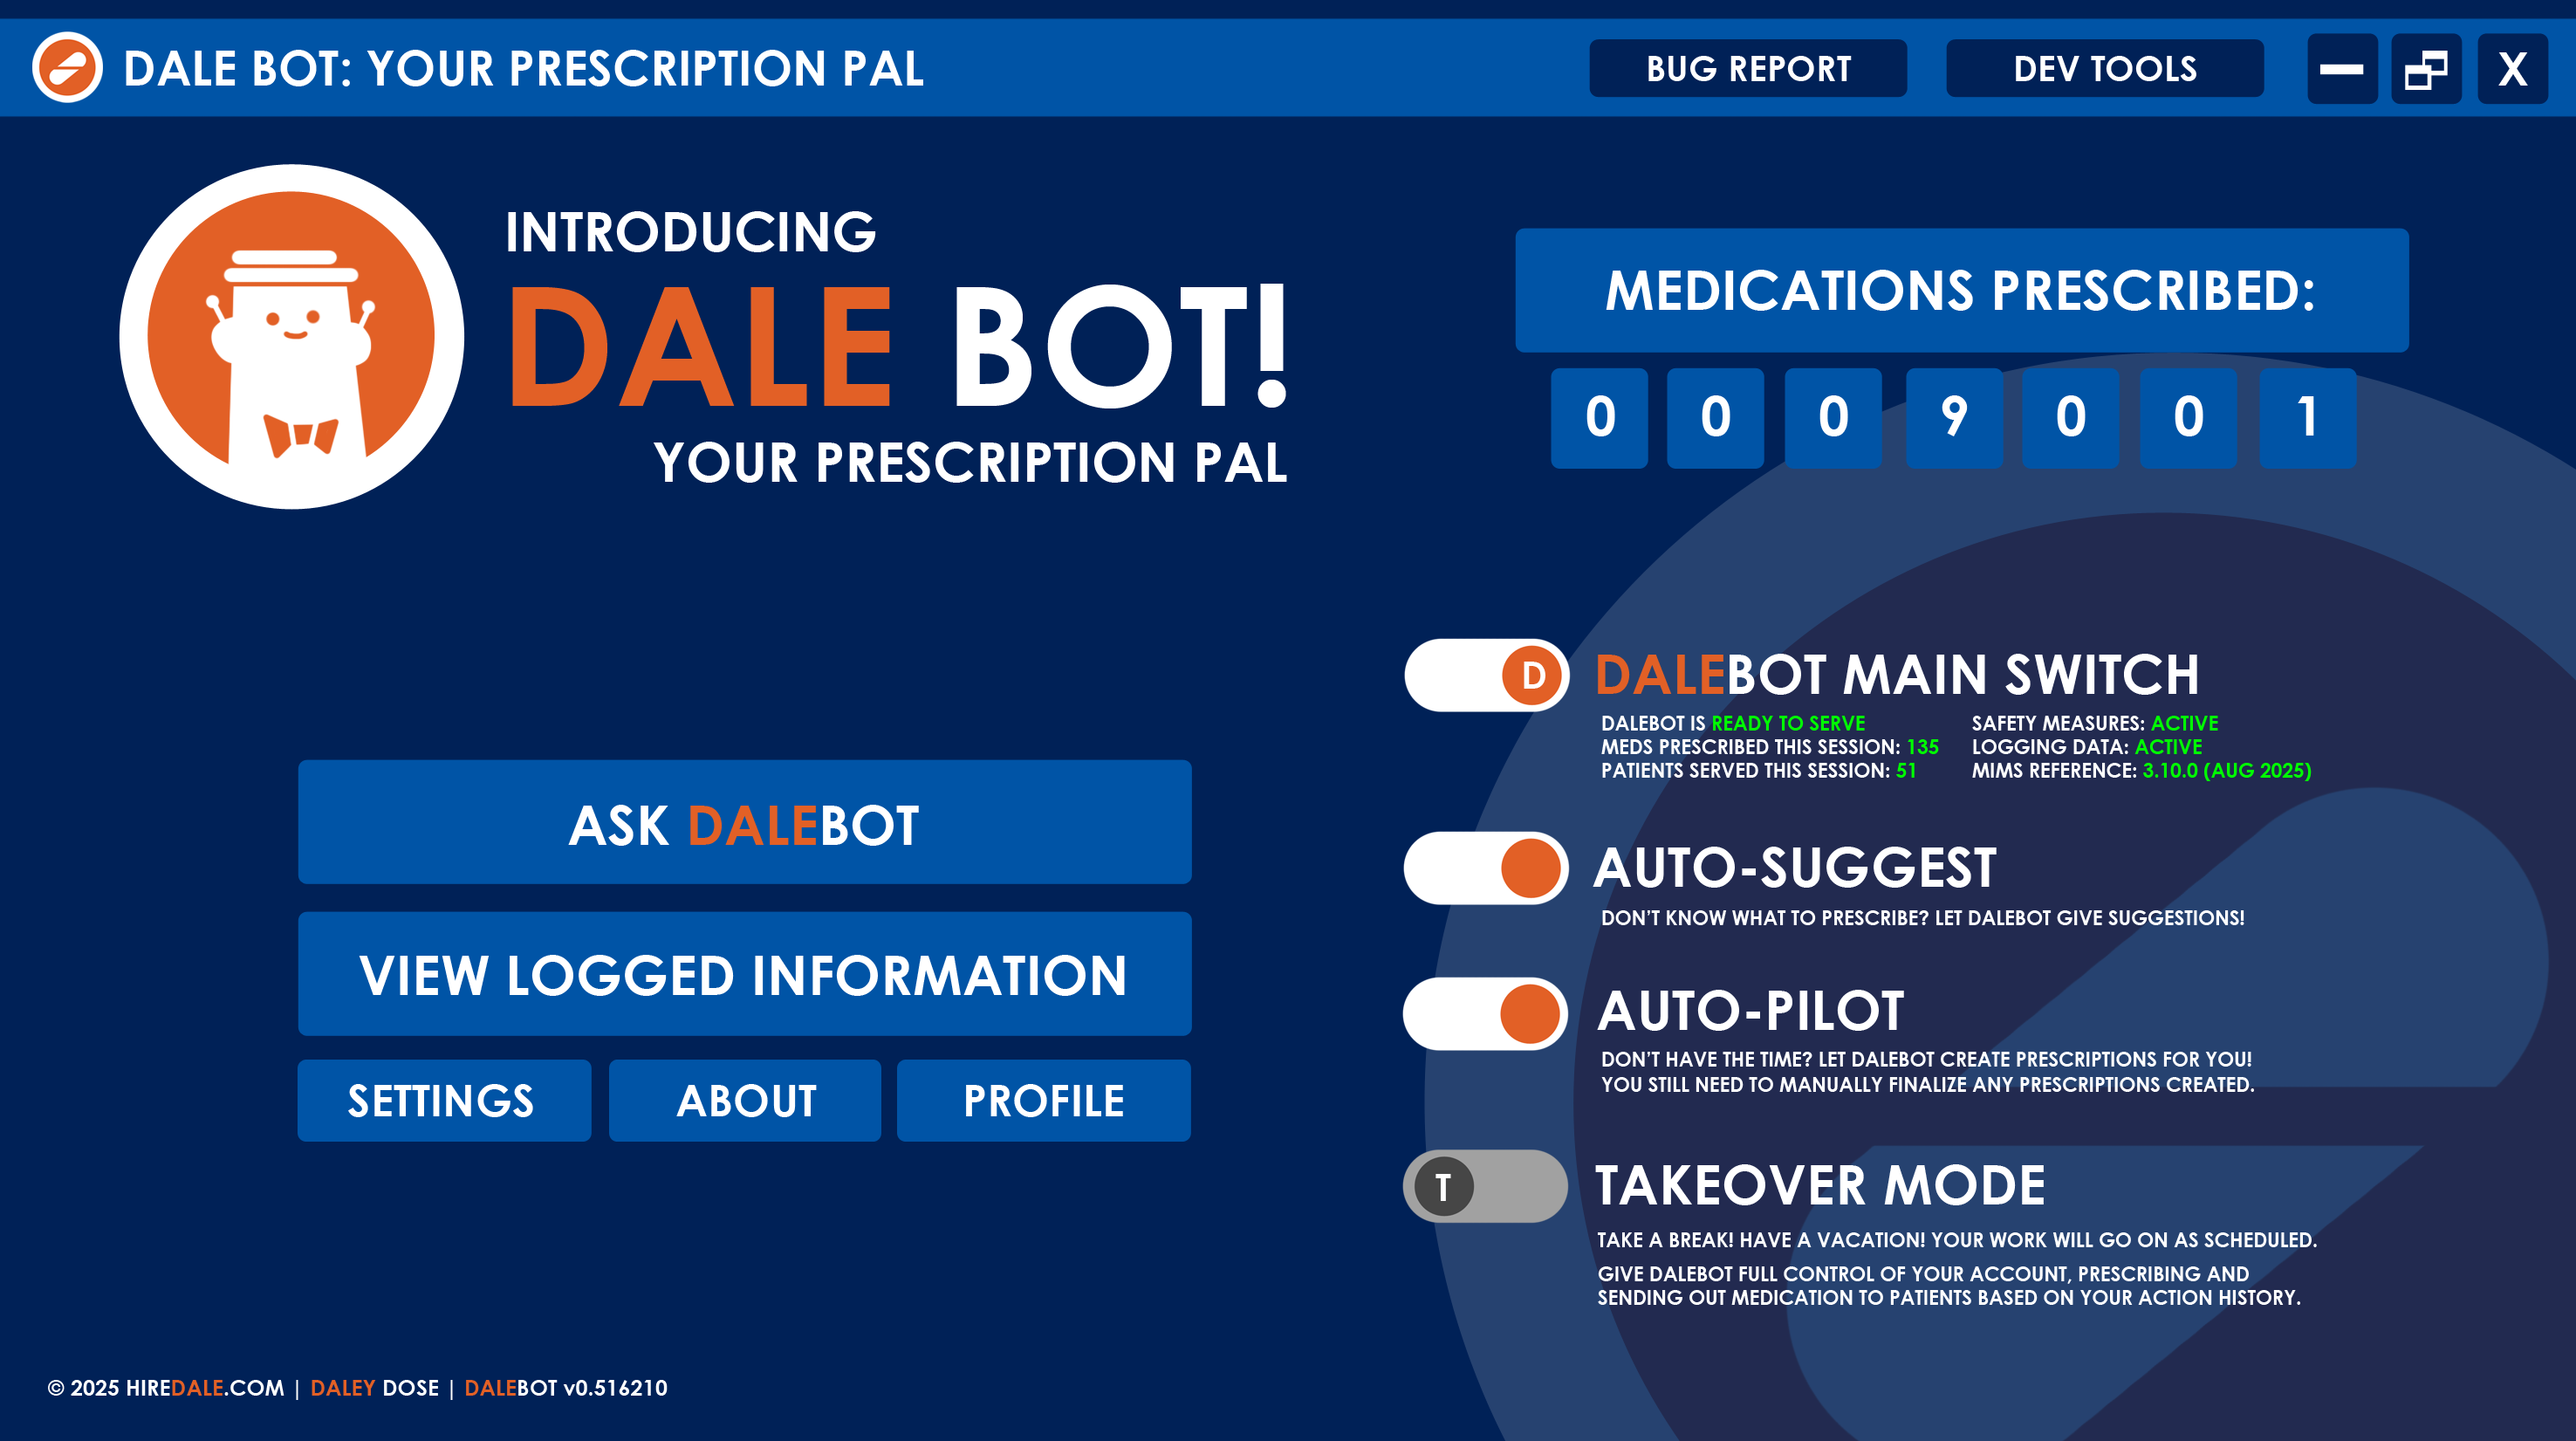 DALE BOT: YOUR PRESCRIPTION PAL
BUG REPORT
DEV TOOLS
X
INTRODUCING
DALE BOT!
YOUR PRESCRIPTION PAL
MEDICATIONS PRESCRIBED:
0 0 0 9 0 0 1
ASK DALEBOT
VIEW LOGGED INFORMATION
SETTINGS
ABOUT
PROFILE
D
DALEBOT MAIN SWITCH
DALEBOT IS READY TO SERVE
MEDS PRESCRIBED THIS SESSION: 135
PATIENTS SERVED THIS SESSION: 51
SAFETY MEASURES: ACTIVE
LOGGING DATA: ACTIVE
MIMS REFERENCE: 3.10.0 (AUG 2025)
AUTO-SUGGEST
DON'T KNOW WHAT TO PRESCRIBE? LET DALEBOT GIVE SUGGESTIONS!
AUTO-PILOT
DON'T HAVE THE TIME? LET DALEBOT CREATE PRESCRIPTIONS FOR YOU!
YOU STILL NEED TO MANUALLY FINALIZE ANY PRESCRIPTIONS CREATED.
T
TAKEOVER MODE
TAKE A BREAK! HAVE A VACATION! YOUR WORK WILL GO ON AS SCHEDULED.
GIVE DALEBOT FULL CONTROL OF YOUR ACCOUNT, PRESCRIBING AND
SENDING OUT MEDICATION TO PATIENTS BASED ON YOUR ACTION HISTORY.
© 2025 HIREDALE.COM | DALEY DOSE | DALEBOT v0.516210